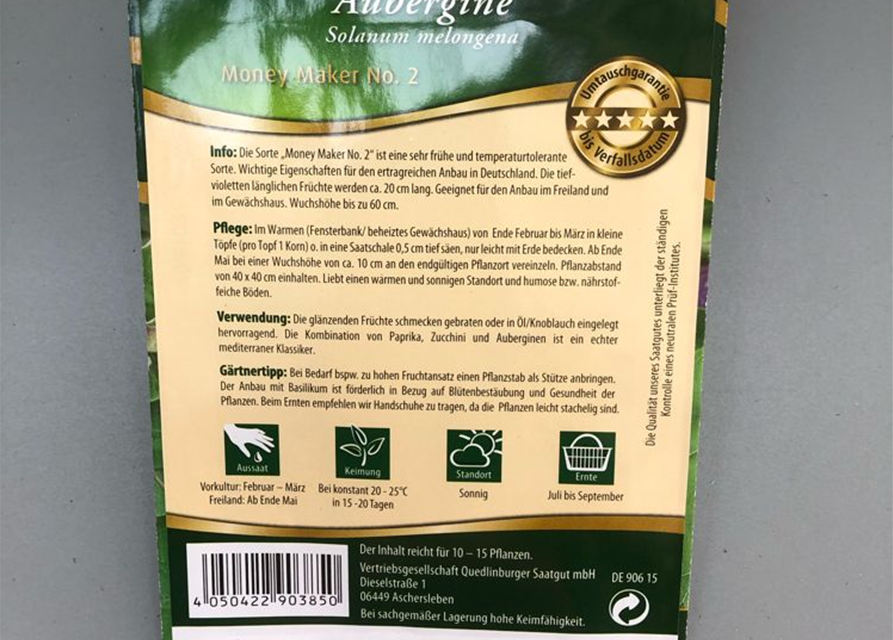 Aubergine
Solanum melongena
Money Maker No. 2
Umtauschgarantie
bis Verfallsdatum
Info: Die Sorte „Money Maker No. 2“ ist eine sehr frühe und temperaturtolerante
Sorte. Wichtige Eigenschaften für den ertragreichen Anbau in Deutschland. Die tief-
violetten länglichen Früchte werden ca. 20 cm lang. Geeignet für den Anbau im Freiland und
im Gewächshaus. Wuchshöhe bis zu 60 cm.
Pflege: Im Warmen (Fensterbank/ beheiztes Gewächshaus) von Ende Februar bis März in kleine
Töpfe (pro Topf 1 Korn) o. in eine Saatschale 0,5 cm tief säen, nur leicht mit Erde bedecken. Ab Ende
Mai bei einer Wuchshöhe von ca. 10 cm an den endgültigen Pflanzort vereinzeln. Pflanzabstand
von 40 x 40 cm einhalten. Liebt einen warmen und sonnigen Standort und humose bzw. nährstof-
feiche Böden.
Verwendung: Die glänzenden Früchte schmecken gebraten oder in Öl/Knoblauch eingelegt
hervorragend. Die Kombination von Paprika, Zucchini und Auberginen ist ein echter
mediterraner Klassiker.
Gärtnertipp: Bei Bedarf bspw. zu hohen Fruchtansatz einen Pflanzstab als Stütze anbringen.
Der Anbau mit Basilikum ist förderlich in Bezug auf Blütenbestäubung und Gesundheit der
Pflanzen. Beim Ernten empfehlen wir Handschuhe zu tragen, da die Pflanzen leicht stachelig sind.
Die Qualität unseres Saatgutes unterliegt der ständigen
Kontrolle eines neutralen Prüf-Institutes.
Aussaat
Vorkultur: Februar – März
Freiland: Ab Ende Mai
Keimung
Bei konstant 20 - 25°C
in 15 -20 Tagen
Standort
Sonnig
Ernte
Juli bis September
4 050422 903850
Der Inhalt reicht für 10 – 15 Pflanzen.
Vertriebsgesellschaft Quedlinburger Saatgut mbH
Dieselstraße 1
06449 Aschersleben
Bei sachgemäßer Lagerung hohe Keimfähigkeit.
DE 906 15